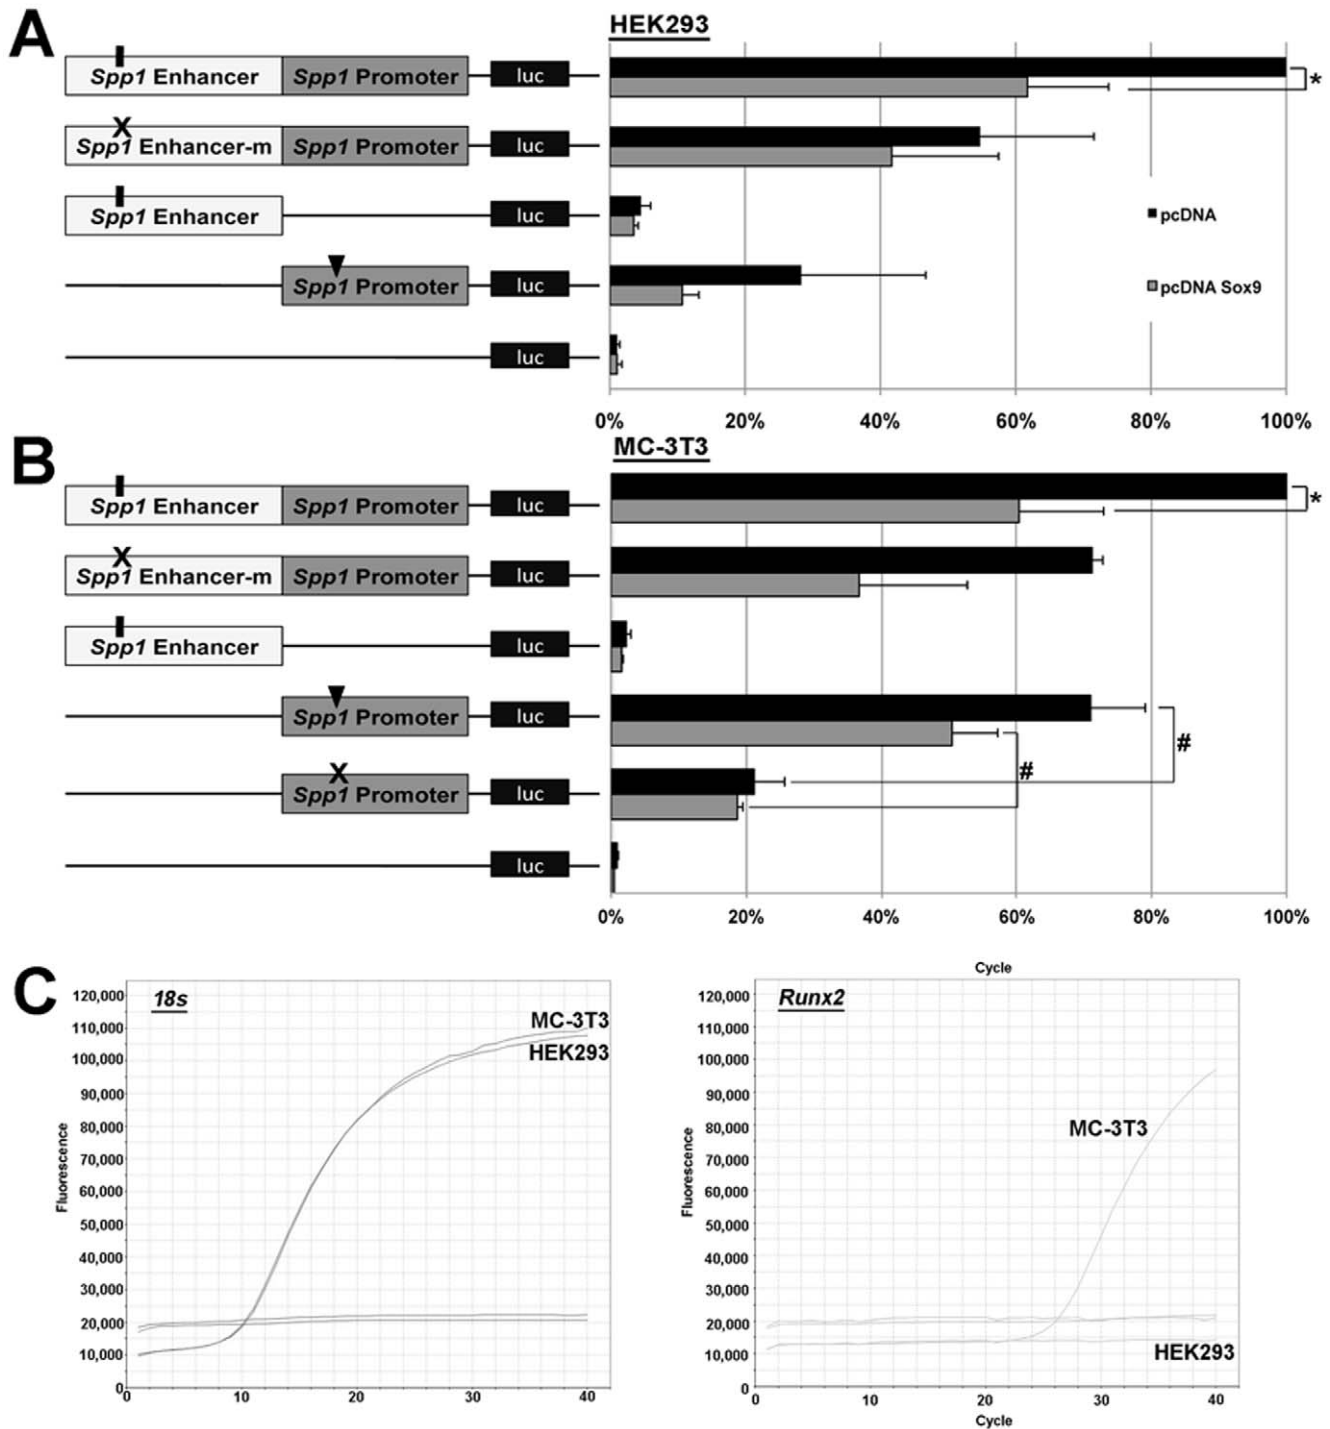 A
HEK293
Spp1 Enhancer Spp1 Promoter luc
*
X
Spp1 Enhancer-m Spp1 Promoter luc
Spp1 Enhancer luc
pcDNA
Spp1 Promoter luc
pcDNA Sox9
luc
0% 20% 40% 60% 80% 100%
B
MC-3T3
Spp1 Enhancer Spp1 Promoter luc
*
X
Spp1 Enhancer-m Spp1 Promoter luc
Spp1 Enhancer luc
Spp1 Promoter luc
#
X
#
Spp1 Promoter luc
luc
0% 20% 40% 60% 80% 100%
C
18s
120,000
110,000
100,000
90,000
80,000
70,000
60,000
50,000
40,000
30,000
20,000
10,000
0
Fluorescence
MC-3T3
HEK293
0 10 20 30 40
Cycle
Runx2
120,000
110,000
100,000
90,000
80,000
70,000
60,000
50,000
40,000
30,000
20,000
10,000
0
Fluorescence
MC-3T3
HEK293
0 10 20 30 40
Cycle